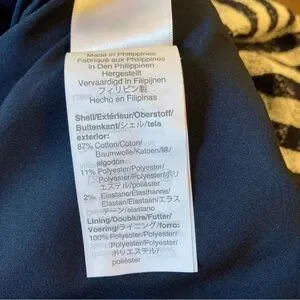 Made in Philippines
Fabriqué aux Philippines
In Den Philippinen
Hergestellt
Vervaardigd In Filipijnen
フィリピン製
Hecho en Filipinas
Shell/Extérieur/Oberstoff/
Buitenkant/シェル/tela
exterior:
87% Cotton/Coton/
Baumwolle/Katoen/綿/
algodón
11% Polyester/Polyester/
Polyester/Polyester/ポリ
エステル/poliéster
2% Elastane/Élasthanne/
Elastan/Elastaan/エラス
テーン/elastano
Lining/Doublure/Futter/
Voering/ライニング/forro:
100% Polyester/Polyester/
Polyester/Polyester
/ポリエステル/
poliéster